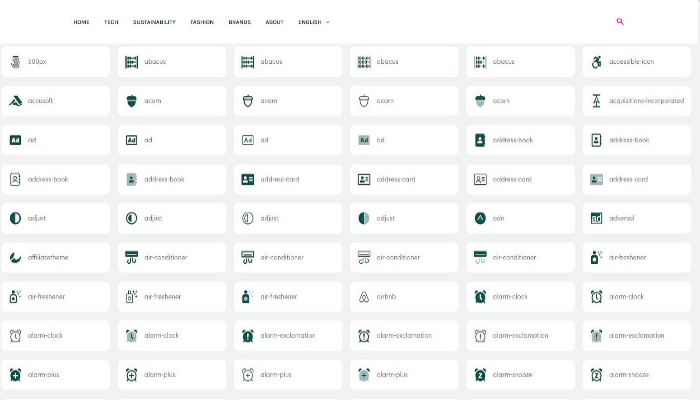 HOME TECH SUSTAINABILITY FASHION BRANDS ABOUT ENGLISH
500px abacus abacus abacus abacus accessible-icon
accusoft acorn acorn acorn acorn acquisitions-incorporated
Ad ad Ad ad Ad ad Ad ad address-book address-book
address-book address-book address-card address-card address-card address-card
adjust adjust adjust adjust adn adversal
affiliatetheme air-conditioner air-conditioner air-conditioner air-conditioner air-freshener
air-freshener air-freshener air-freshener airbnb alarm-clock alarm-clock
alarm-clock alarm-clock alarm-exclamation alarm-exclamation alarm-exclamation alarm-exclamation
alarm-plus alarm-plus alarm-plus alarm-plus alarm-snooze alarm-snooze